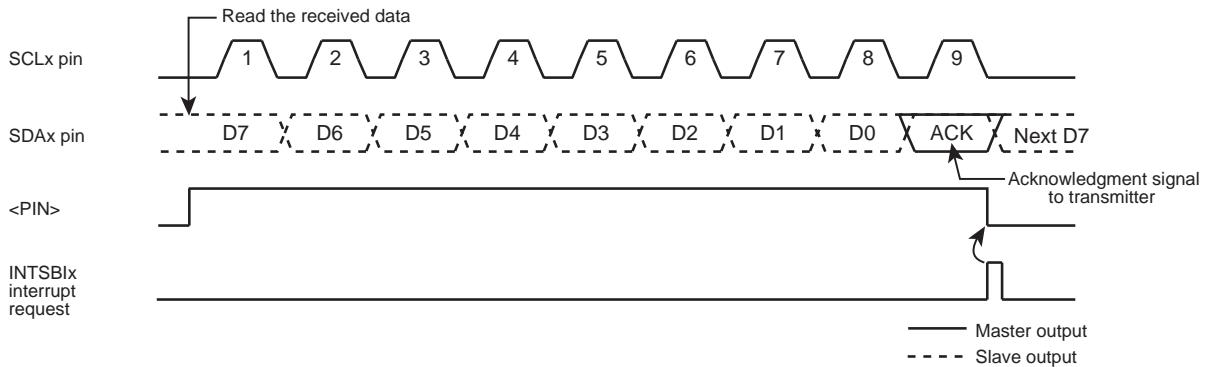 Read the received data
SCLx pin
1 2 3 4 5 6 7 8 9
SDAx pin
D7 D6 D5 D4 D3 D2 D1 D0 ACK Next D7
Acknowledgment signal
to transmitter
<PIN>
INTSBIx
interrupt
request
Master output
Slave output